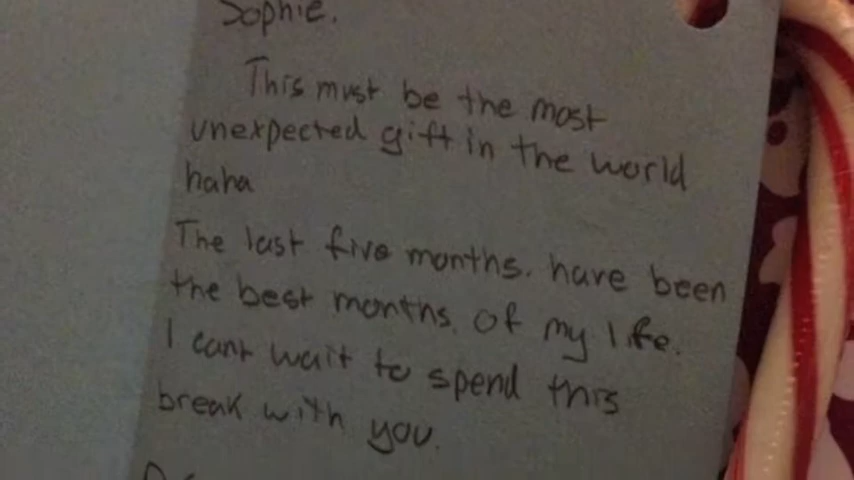 Sophie.
This must be the most
unexpected gift in the world
haha
The last five months. have been
the best months. of my life.
I cant wait to spend this
break with you.